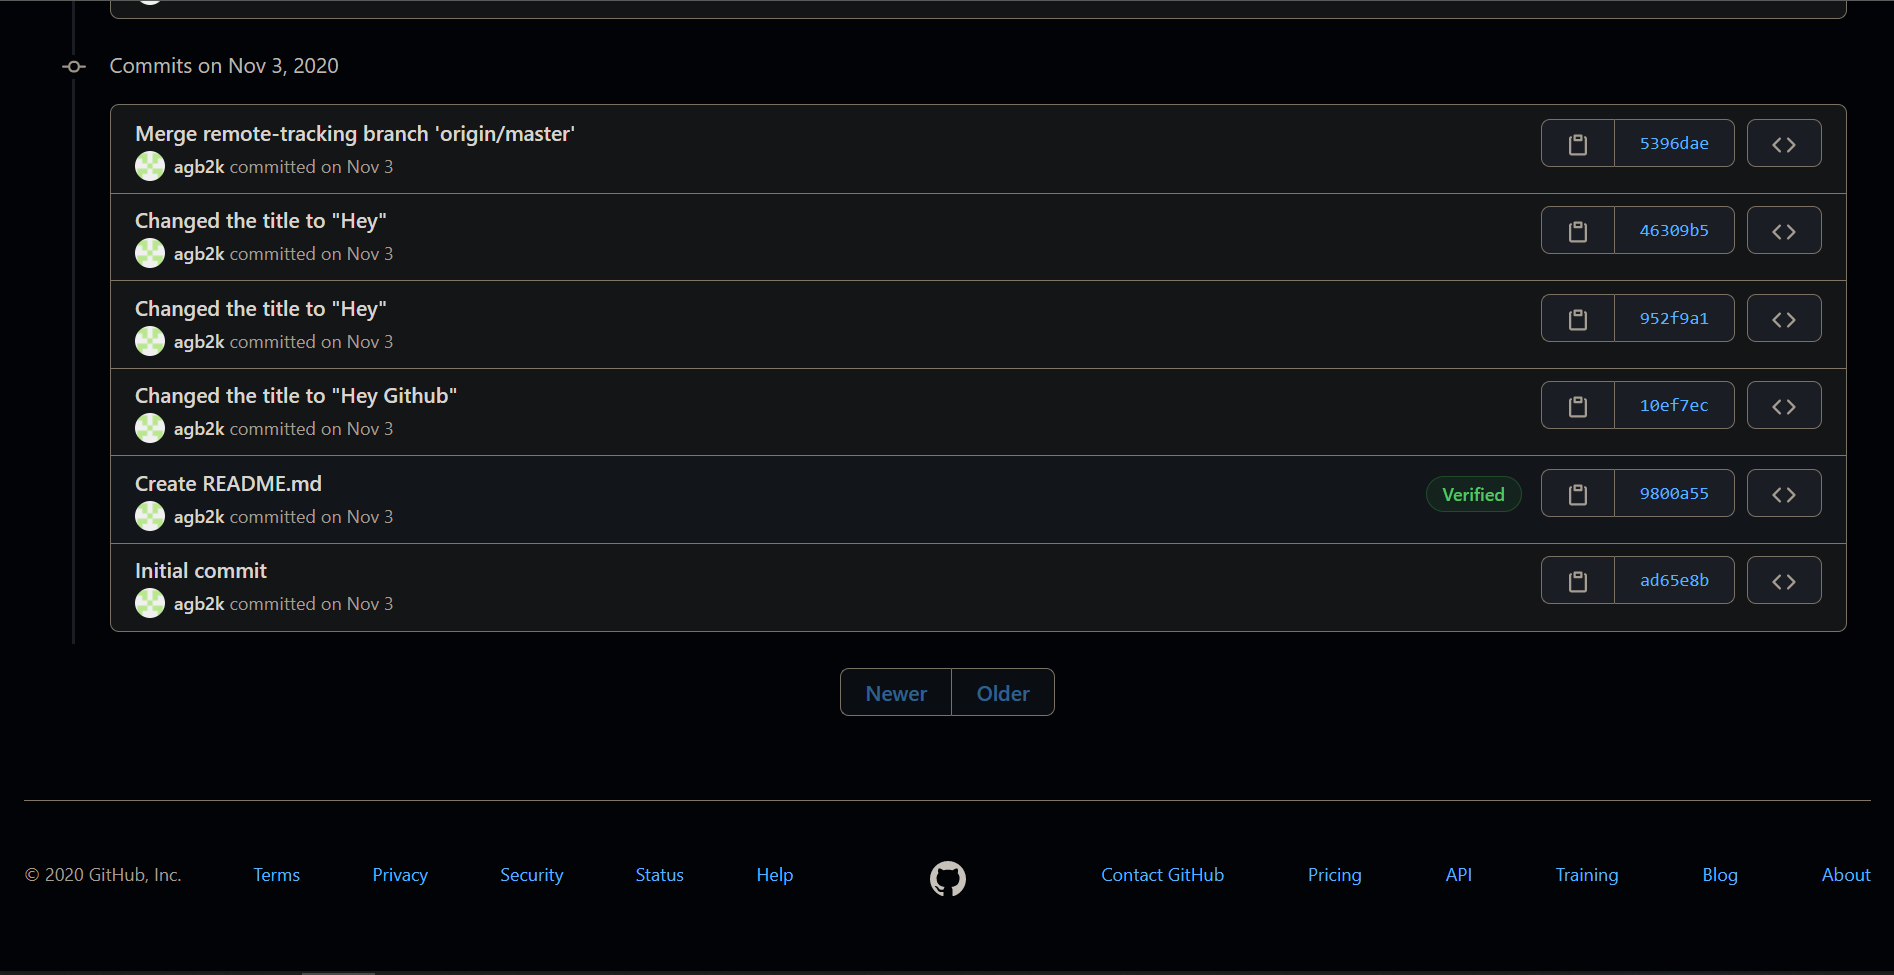 Commits on Nov 3, 2020
Merge remote-tracking branch 'origin/master'
agb2k committed on Nov 3
5396dae
Changed the title to "Hey"
agb2k committed on Nov 3
46309b5
Changed the title to "Hey"
agb2k committed on Nov 3
952f9a1
Changed the title to "Hey Github"
agb2k committed on Nov 3
10ef7ec
Create README.md
agb2k committed on Nov 3
Verified
9800a55
Initial commit
agb2k committed on Nov 3
ad65e8b
Newer Older
© 2020 GitHub, Inc. Terms Privacy Security Status Help Contact GitHub Pricing API Training Blog About